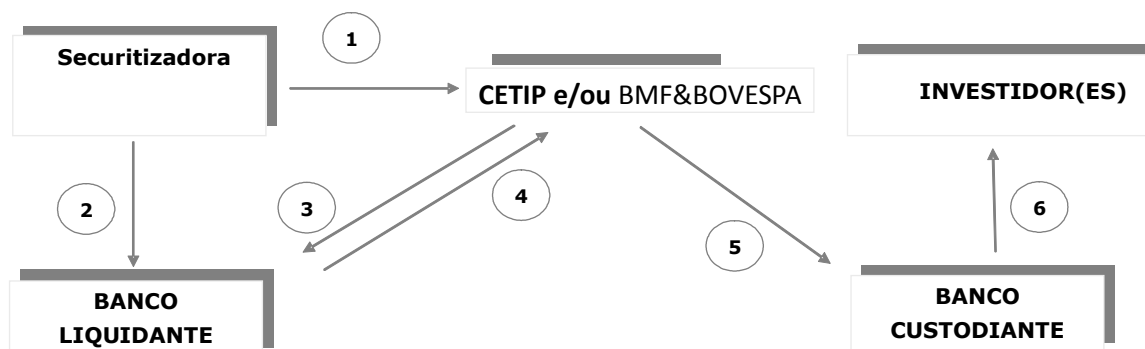 Securitizadora
1
CETIP e/ou BMF&BOVESPA
INVESTIDOR(ES)
2
3
4
5
6
BANCO
LIQUIDANTE
BANCO
CUSTODIANTE